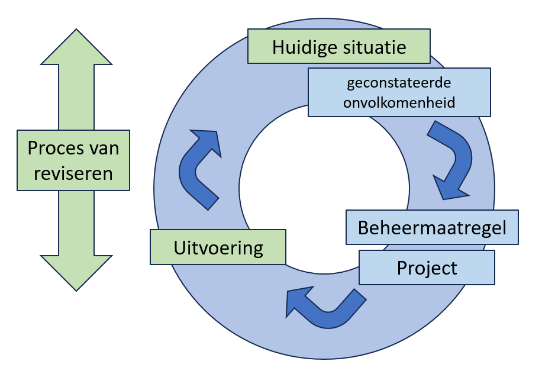 Huidige situatie
geconstateerde
onvolkomenheid
Proces van
reviseren
Beheermaatregel
Uitvoering
Project